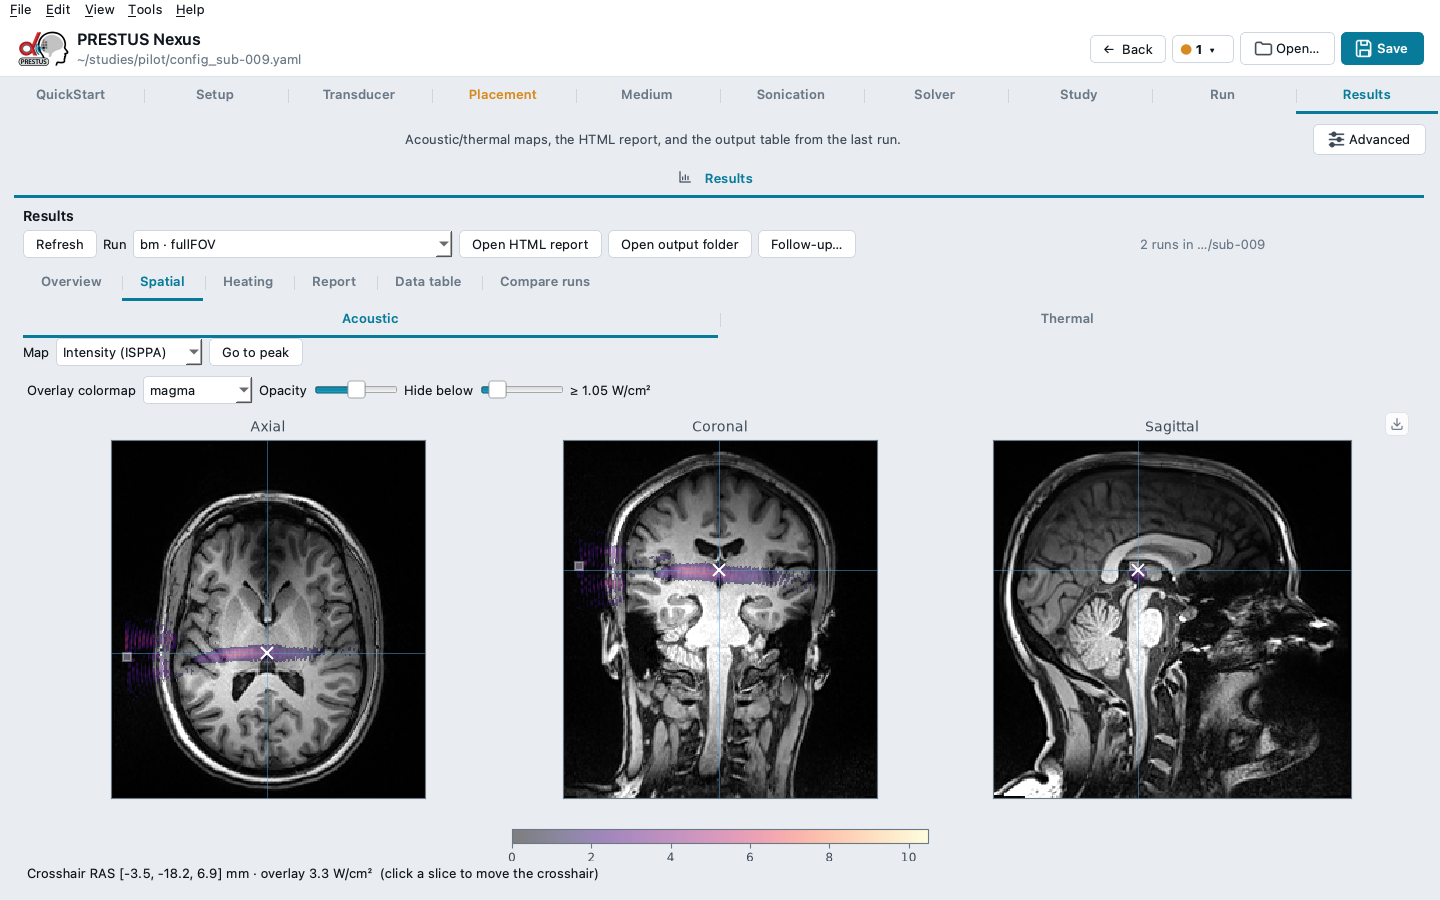 File Edit View Tools Help
PRESTUS Nexus
~/studies/pilot/config_sub-009.yaml
PRESTUS
← Back
1
Open...
Save
QuickStart Setup Transducer Placement Medium Sonication Solver Study Run Results
Acoustic/thermal maps, the HTML report, and the output table from the last run.
Advanced
Results
Results
Refresh Run bm · fullFOV Open HTML report Open output folder Follow-up... 2 runs in .../sub-009
Overview Spatial Heating Report Data table Compare runs
Acoustic Thermal
Map Intensity (ISPPA) Go to peak
Overlay colormap magma Opacity Hide below ≥ 1.05 W/cm²
Axial Coronal Sagittal
0 2 4 6 8 10
Crosshair RAS [-3.5, -18.2, 6.9] mm · overlay 3.3 W/cm² (click a slice to move the crosshair)